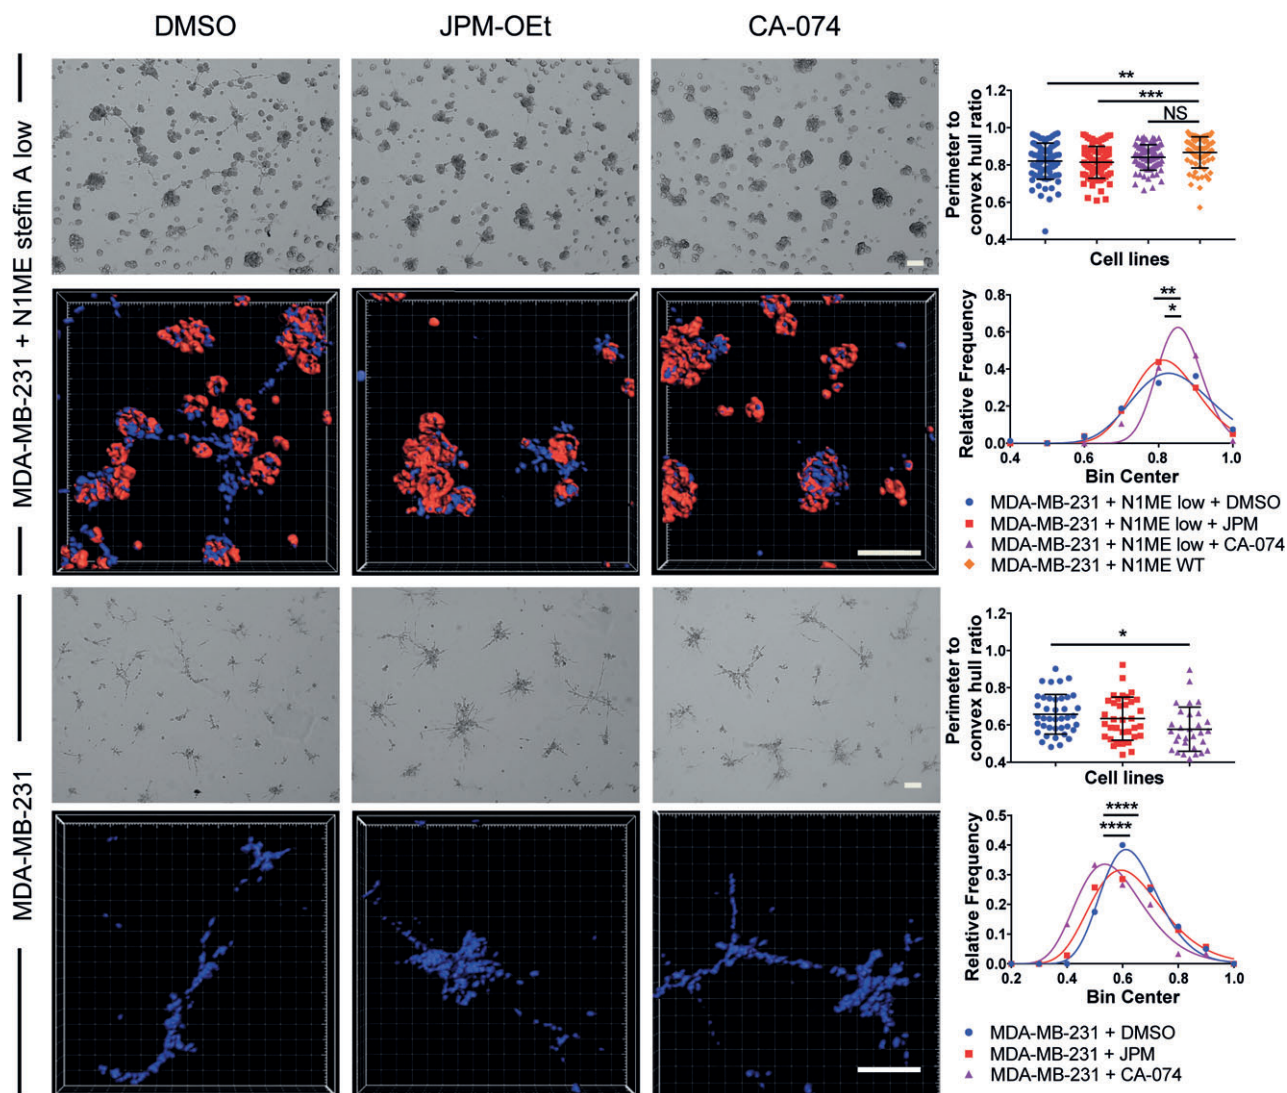 DMSO
JPM-OEt
CA-074
MDA-MB-231 + N1ME stefin A low
MDA-MB-231
**
***
NS
Perimeter to
convex hull ratio
1.2
1.0
0.8
0.6
0.4
Cell lines
**
*
Relative Frequency
0.8
0.6
0.4
0.2
0.0
0.4
0.6
0.8
1.0
Bin Center
MDA-MB-231 + N1ME low + DMSO
MDA-MB-231 + N1ME low + JPM
MDA-MB-231 + N1ME low + CA-074
MDA-MB-231 + N1ME WT
*
Perimeter to
convex hull ratio
1.2
1.0
0.8
0.6
0.4
Cell lines
****
****
Relative Frequency
0.5
0.4
0.3
0.2
0.1
0.0
0.2
0.4
0.6
0.8
1.0
Bin Center
MDA-MB-231 + DMSO
MDA-MB-231 + JPM
MDA-MB-231 + CA-074